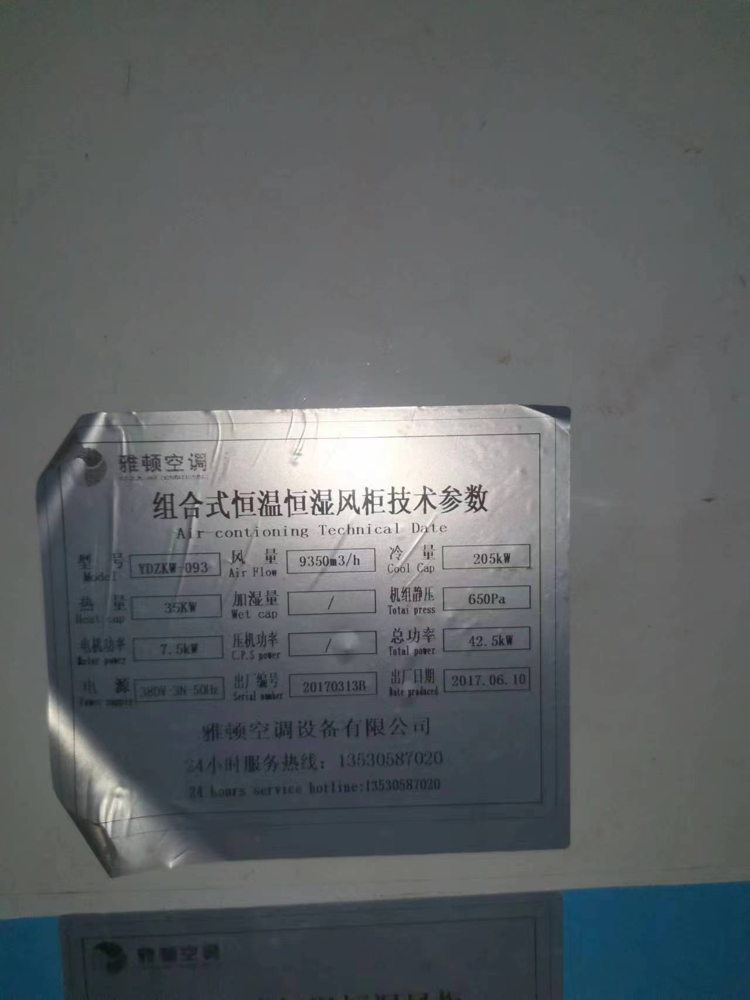 雅顿空调
组合式恒温恒湿风柜技术参数
Air-contioning Technical Date
型号 YDZKW-093 风量 9350m3/h 冷量 205kW
Model Air Flow Cool Cap
热量 35KW 加湿量 / 机组静压 650Pa
Heat cap Wet cap Totai press
电机功率 7.5kW 压机功率 / 总功率 42.5kW
Motor power C.P.S power Total power
电源 380V-3N-50Hz 出厂编号 20170313B 出厂日期 2017.06.10
Power supply Serial number Date produced
雅顿空调设备有限公司
24小时服务热线：13530587020
24 hours service hotline:13530587020
雅顿空调